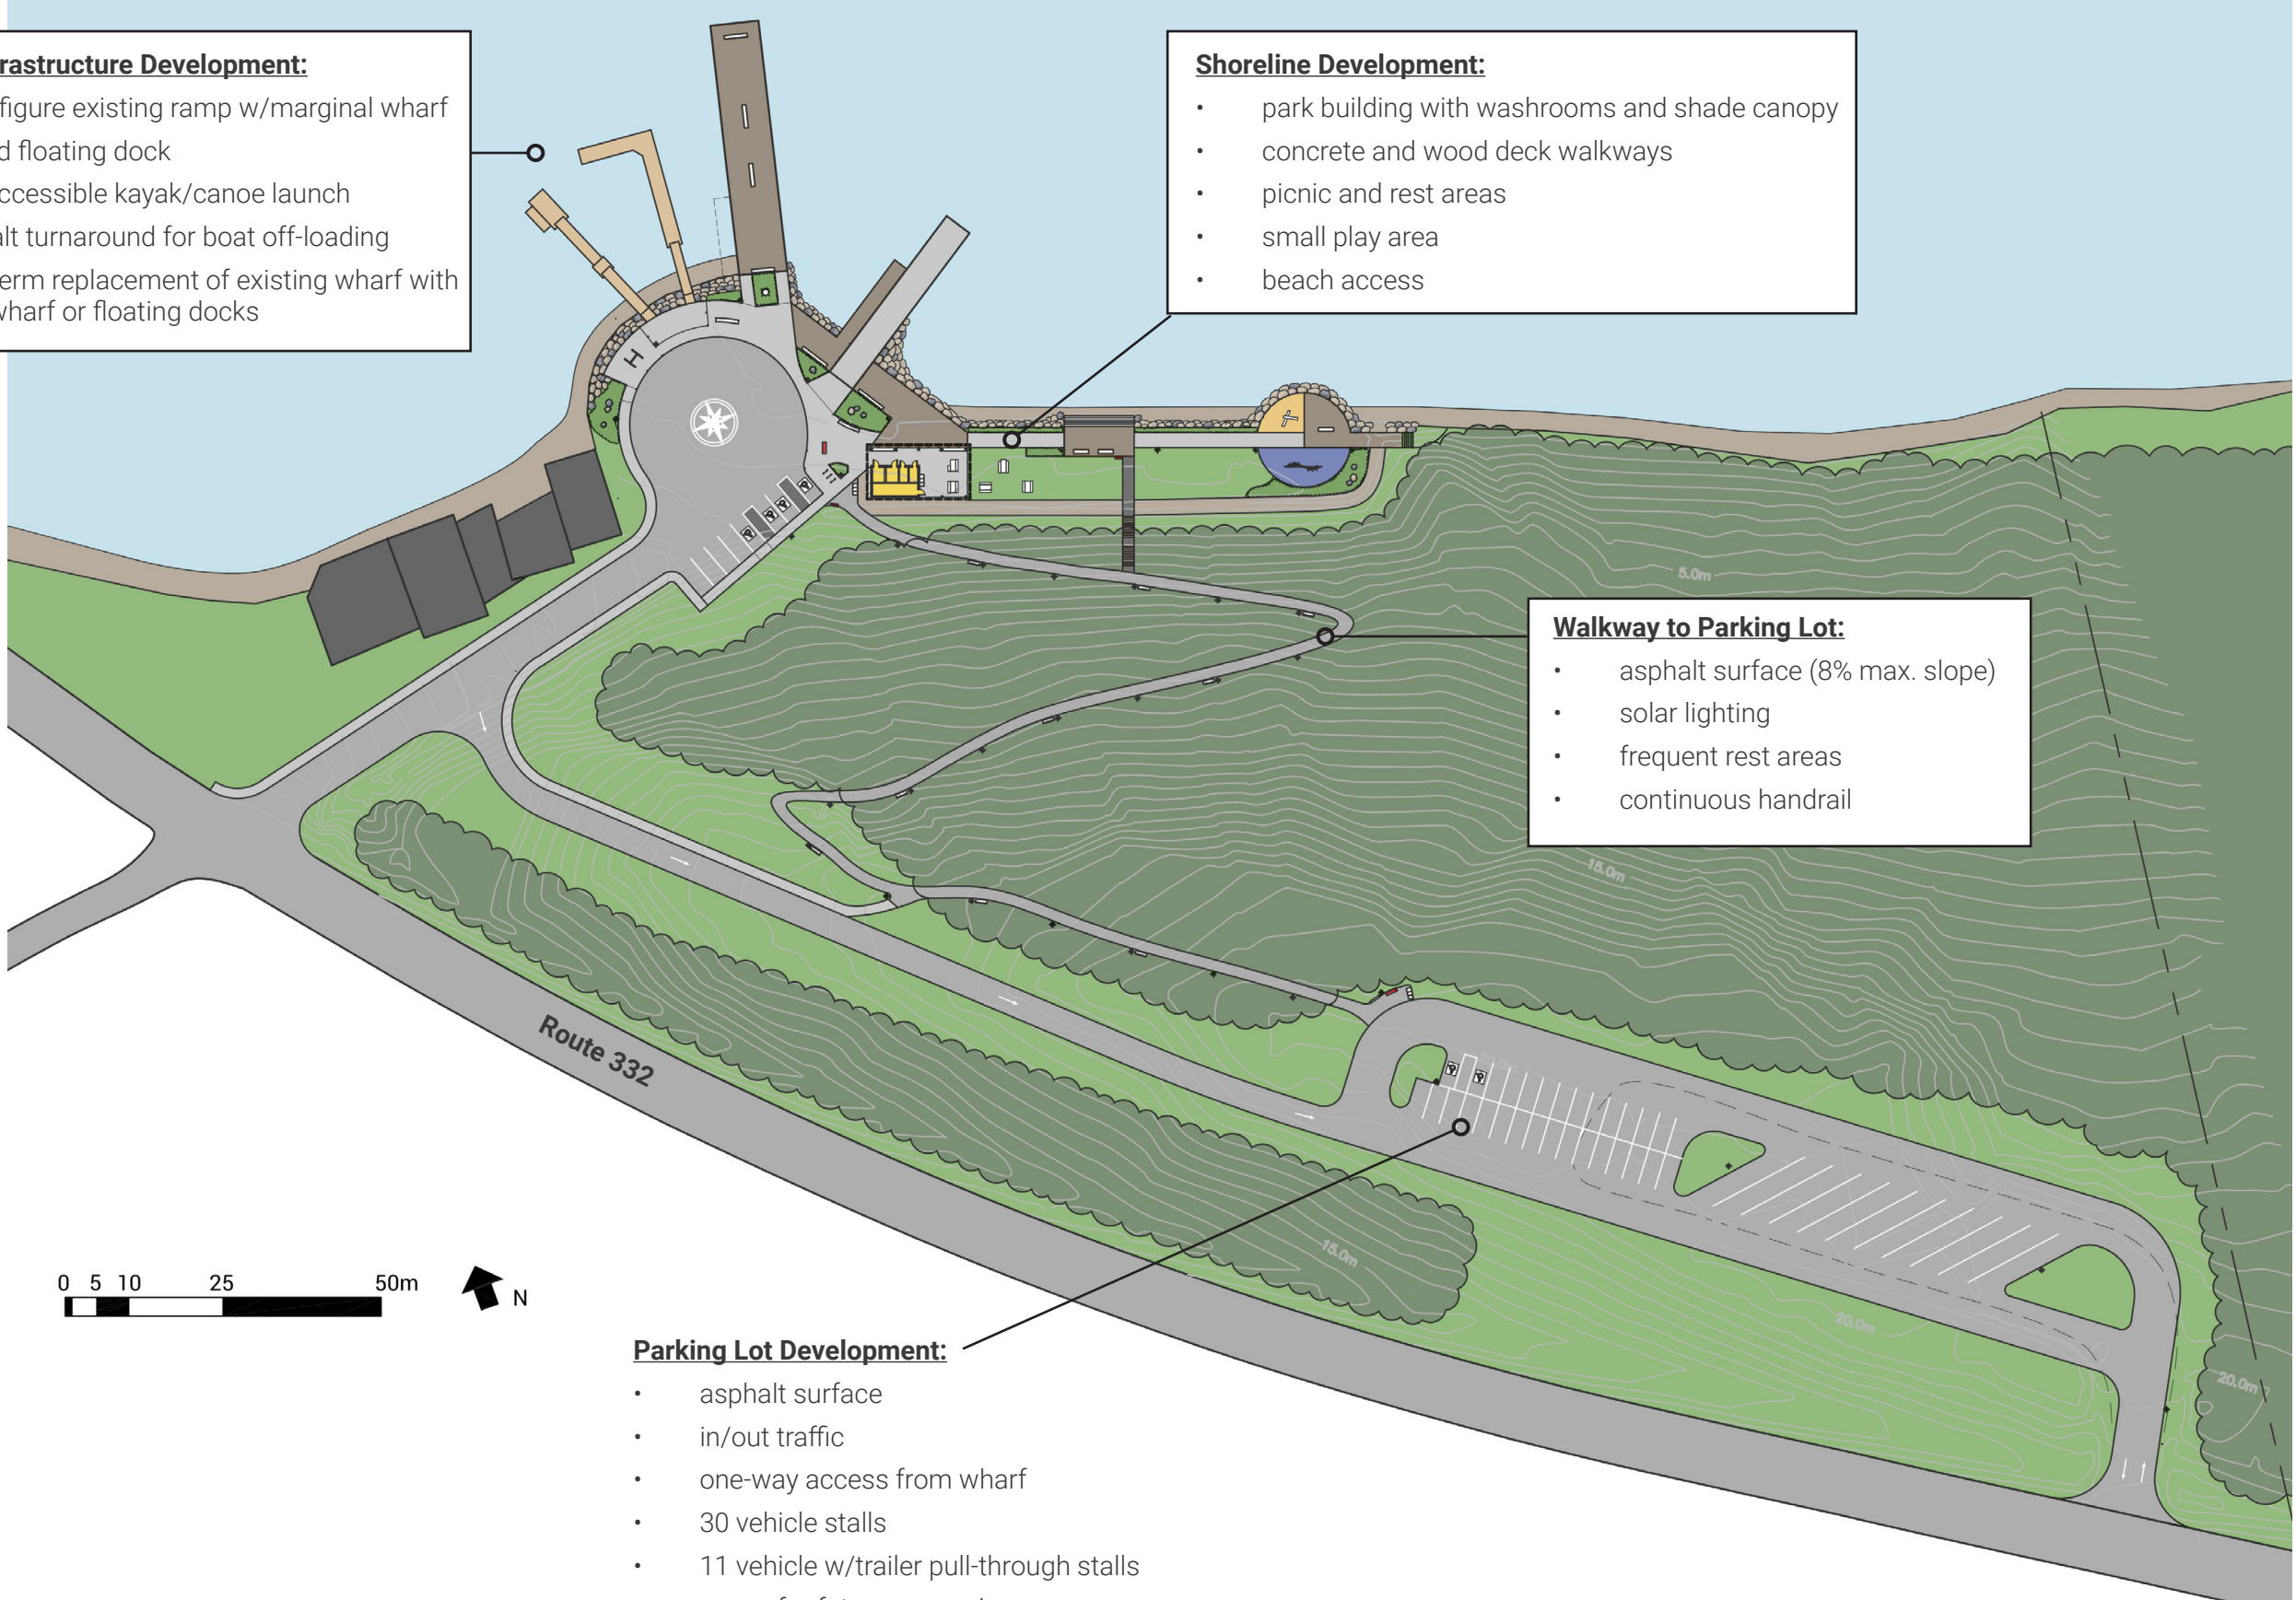 rastructure Development:
figure existing ramp w/marginal wharf
d floating dock
ccessible kayak/canoe launch
alt turnaround for boat off-loading
erm replacement of existing wharf with
wharf or floating docks
Shoreline Development:
• park building with washrooms and shade canopy
• concrete and wood deck walkways
• picnic and rest areas
• small play area
• beach access
H
5.0m
Walkway to Parking Lot:
• asphalt surface (8% max. slope)
• solar lighting
• frequent rest areas
• continuous handrail
15.0m
Route 332
20.0m
15.0m
20.0m
20.0m
0 5 10 25 50m
N
Parking Lot Development:
• asphalt surface
• in/out traffic
• one-way access from wharf
• 30 vehicle stalls
• 11 vehicle w/trailer pull-through stalls